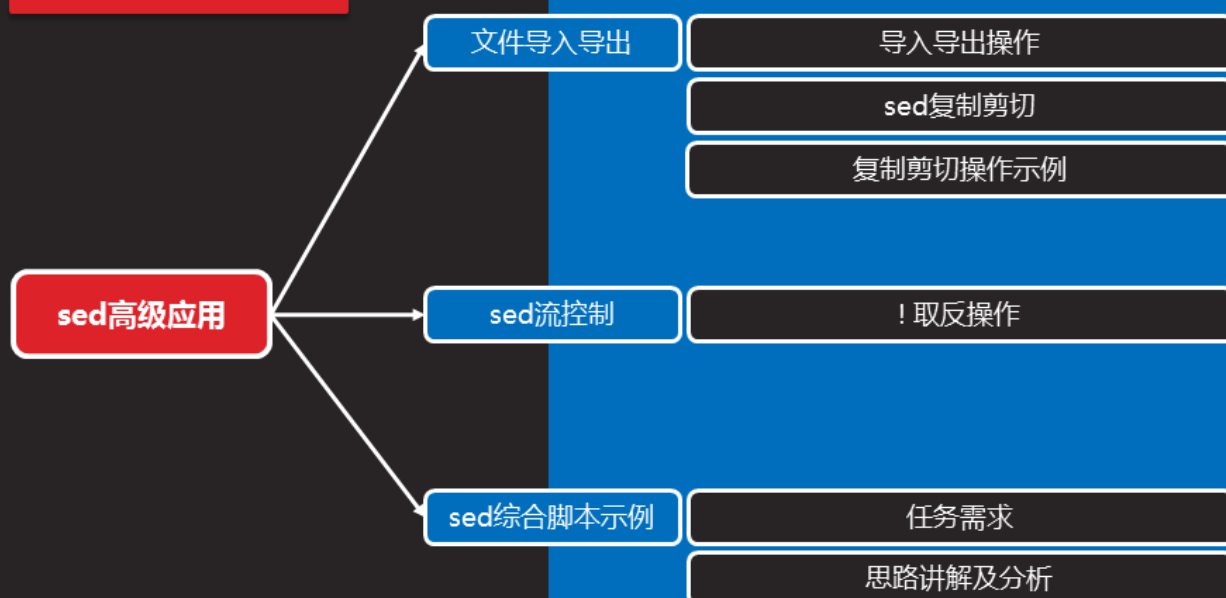 sed高级应用
文件导入导出
导入导出操作
sed复制剪切
复制剪切操作示例
sed流控制
! 取反操作
sed综合脚本示例
任务需求
思路讲解及分析